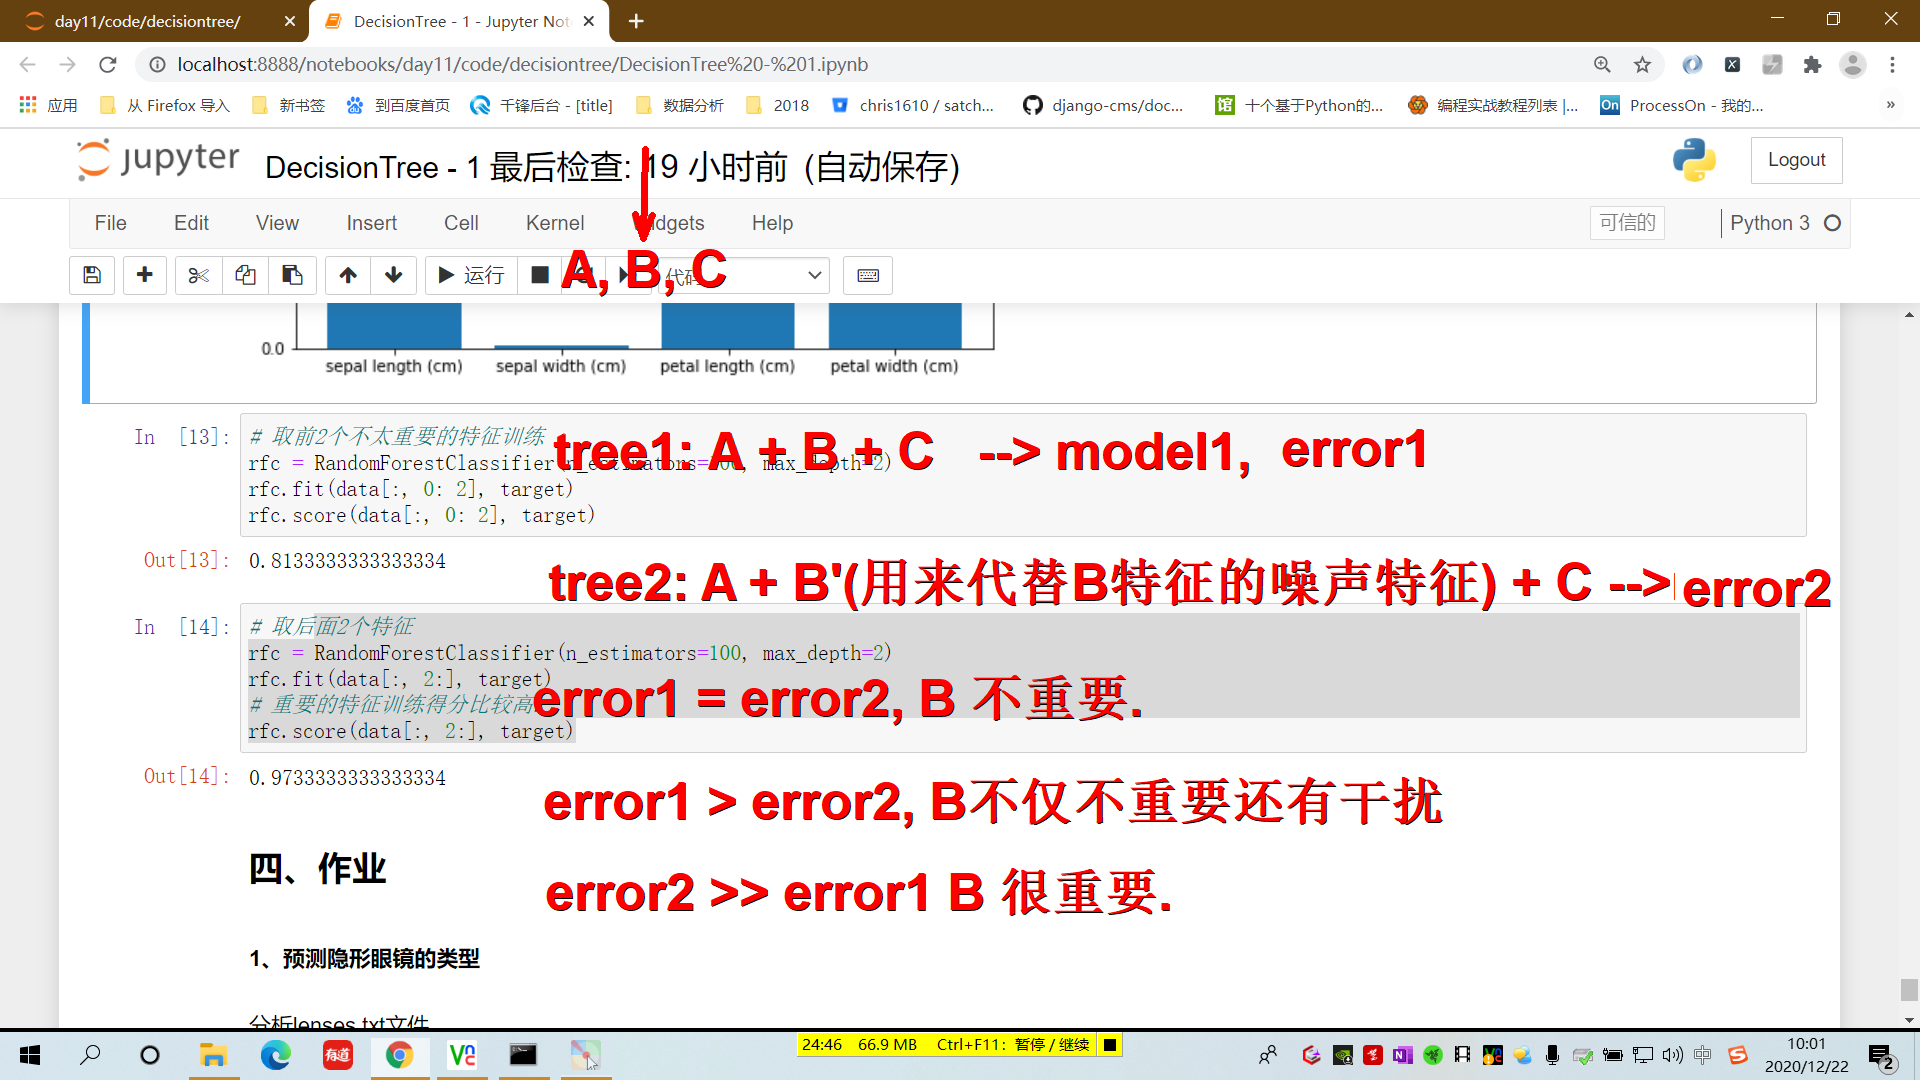 day11/code/decisiontree/
DecisionTree - 1 - Jupyter Not
localhost:8888/notebooks/day11/code/decisiontree/DecisionTree%20-%201.ipynb
应用 从 Firefox 导入 新书签 到百度首页 千锋后台 - [title] 数据分析 2018 chris1610 / satch... django-cms/doc... 十个基于Python的... 编程实战教程列表 |... ProcessOn - 我的... »
jupyter DecisionTree - 1 最后检查: 19 小时前 (自动保存) Logout
File Edit View Insert Cell Kernel Widgets Help 可信的 Python 3
运行 A, B, C
0.0
sepal length (cm) sepal width (cm) petal length (cm) petal width (cm)
In [13]: # 取前2个不太重要的特征训练
tree1: A + B + C --> model1, error1
rfc = RandomForestClassifier(n_estimators=100, max_depth=2)
rfc.fit(data[:, 0: 2], target)
rfc.score(data[:, 0: 2], target)
Out[13]: 0.8133333333333334
tree2: A + B'(用来代替B特征的噪声特征) + C --> error2
In [14]: # 取后面2个特征
rfc = RandomForestClassifier(n_estimators=100, max_depth=2)
rfc.fit(data[:, 2:], target)
error1 = error2, B 不重要.
# 重要的特征训练得分比较高
rfc.score(data[:, 2:], target)
Out[14]: 0.9733333333333334
error1 > error2, B不仅不重要还有干扰
四、作业
error2 >> error1 B 很重要.
1、预测隐形眼镜的类型
分析lenses.txt文件
24:46 66.9 MB Ctrl+F11: 暂停 / 继续
有道
中
10:01
2020/12/22
2